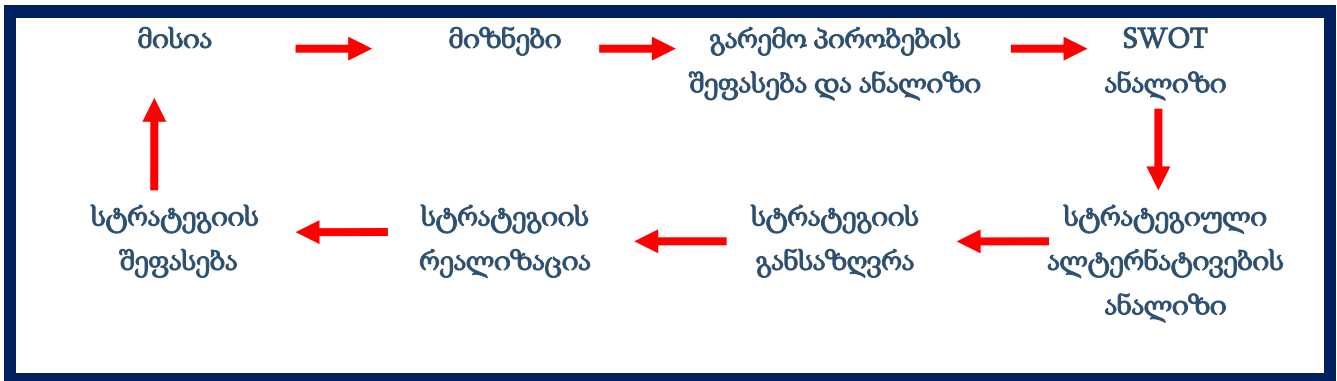 მისია
მიზნები
გარემო პირობების
შეფასება და ანალიზი
SWOT
ანალიზი
სტრატეგიის
შეფასება
სტრატეგიის
რეალიზაცია
სტრატეგიის
განსაზღვრა
სტრატეგიული
ალტერნატივების
ანალიზი